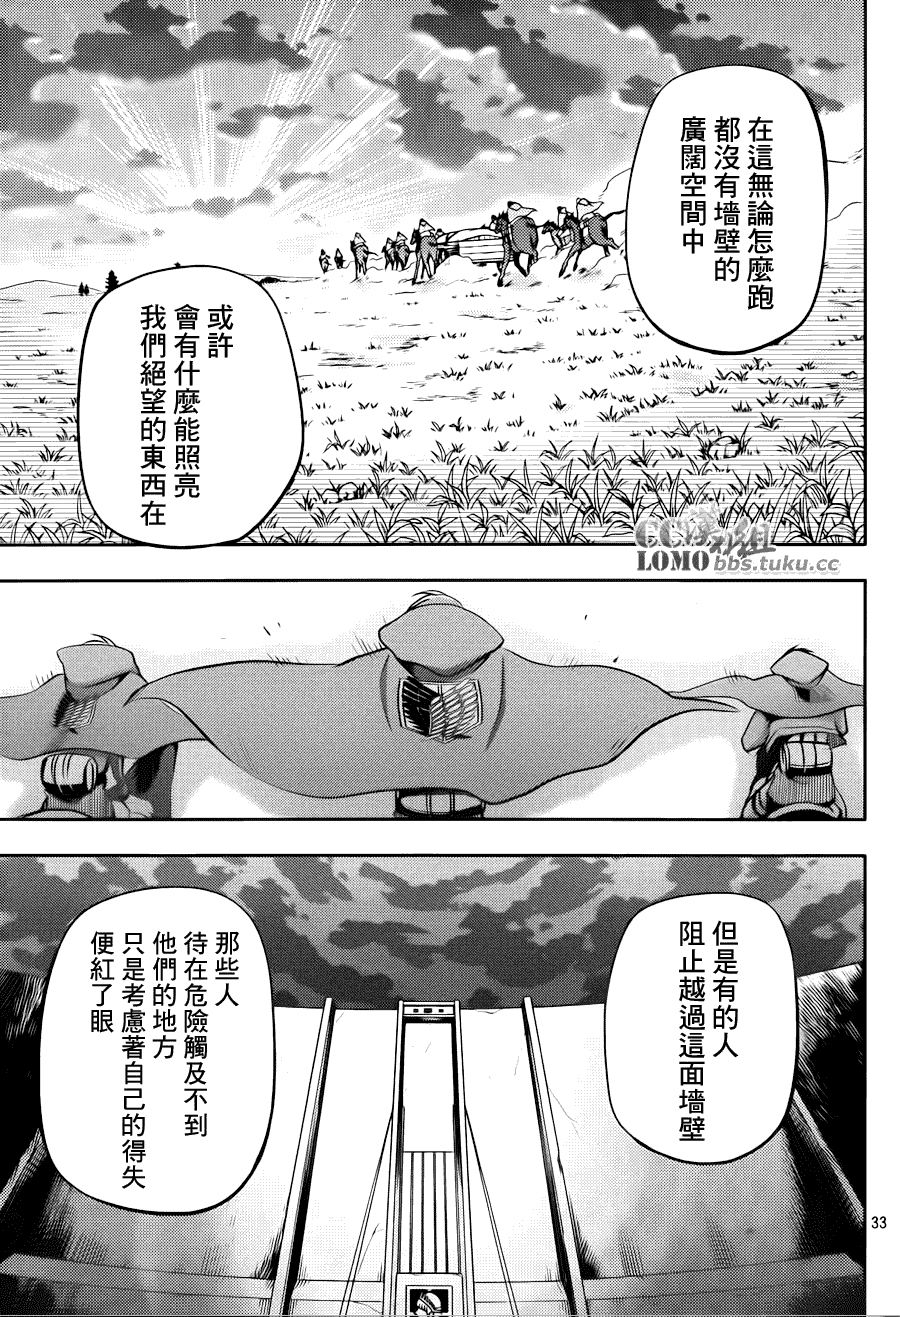 在這無論怎麼跑
都沒有墻壁的
廣闊空間中
或許
會有什麼能照亮
我們絕望的東西在
LOMO bbs.tuku.cc
但是有的人
阻止越過這面墻壁
那些人
待在危險觸及不到
他們的地方
只是考慮著自己的得失
便紅了眼
33